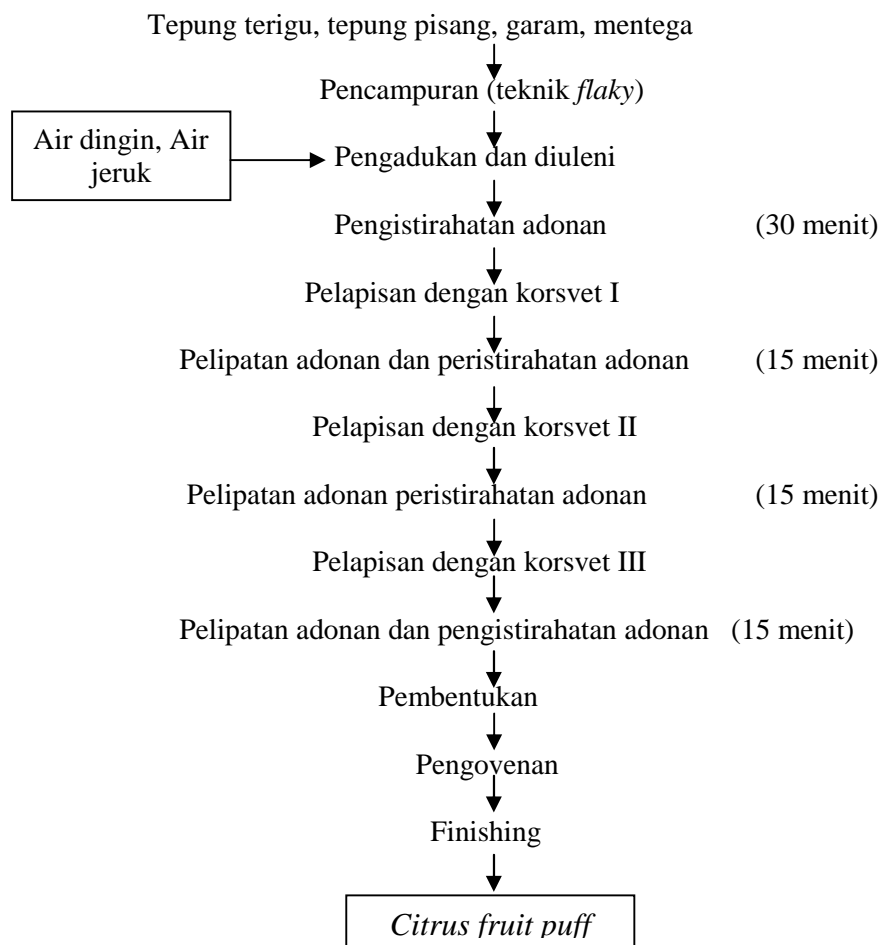 Tepung terigu, tepung pisang, garam, mentega
Pencampuran (teknik flaky)
Air dingin, Air
jeruk
Pengadukan dan diuleni
Pengistirahatan adonan (30 menit)
Pelapisan dengan korsvet I
Pelipatan adonan dan peristirahatan adonan (15 menit)
Pelapisan dengan korsvet II
Pelipatan adonan peristirahatan adonan (15 menit)
Pelapisan dengan korsvet III
Pelipatan adonan dan pengistirahatan adonan (15 menit)
Pembentukan
Pengovenan
Finishing
Citrus fruit puff